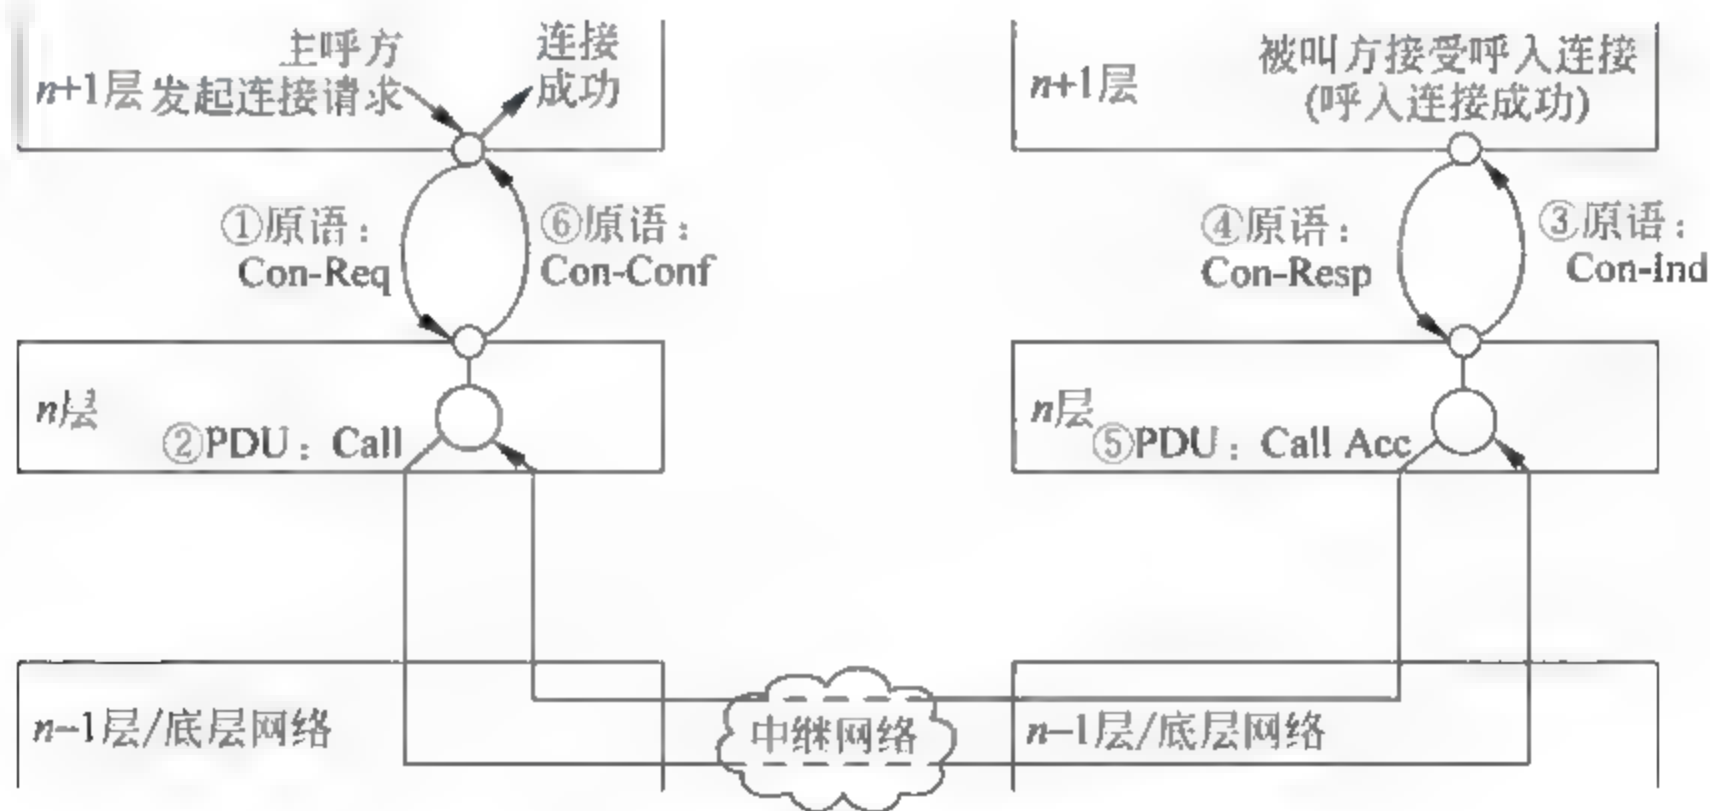 主呼方
发起连接请求
连接
成功
n+1层
①原语：
Con-Req
⑥原语：
Con-Conf
n层
②PDU：Call
n-1层/底层网络
中继网络
n+1层
被叫方接受呼入连接
(呼入连接成功)
④原语：
Con-Resp
③原语：
Con-Ind
n层
⑤PDU：Call Acc
n-1层/底层网络